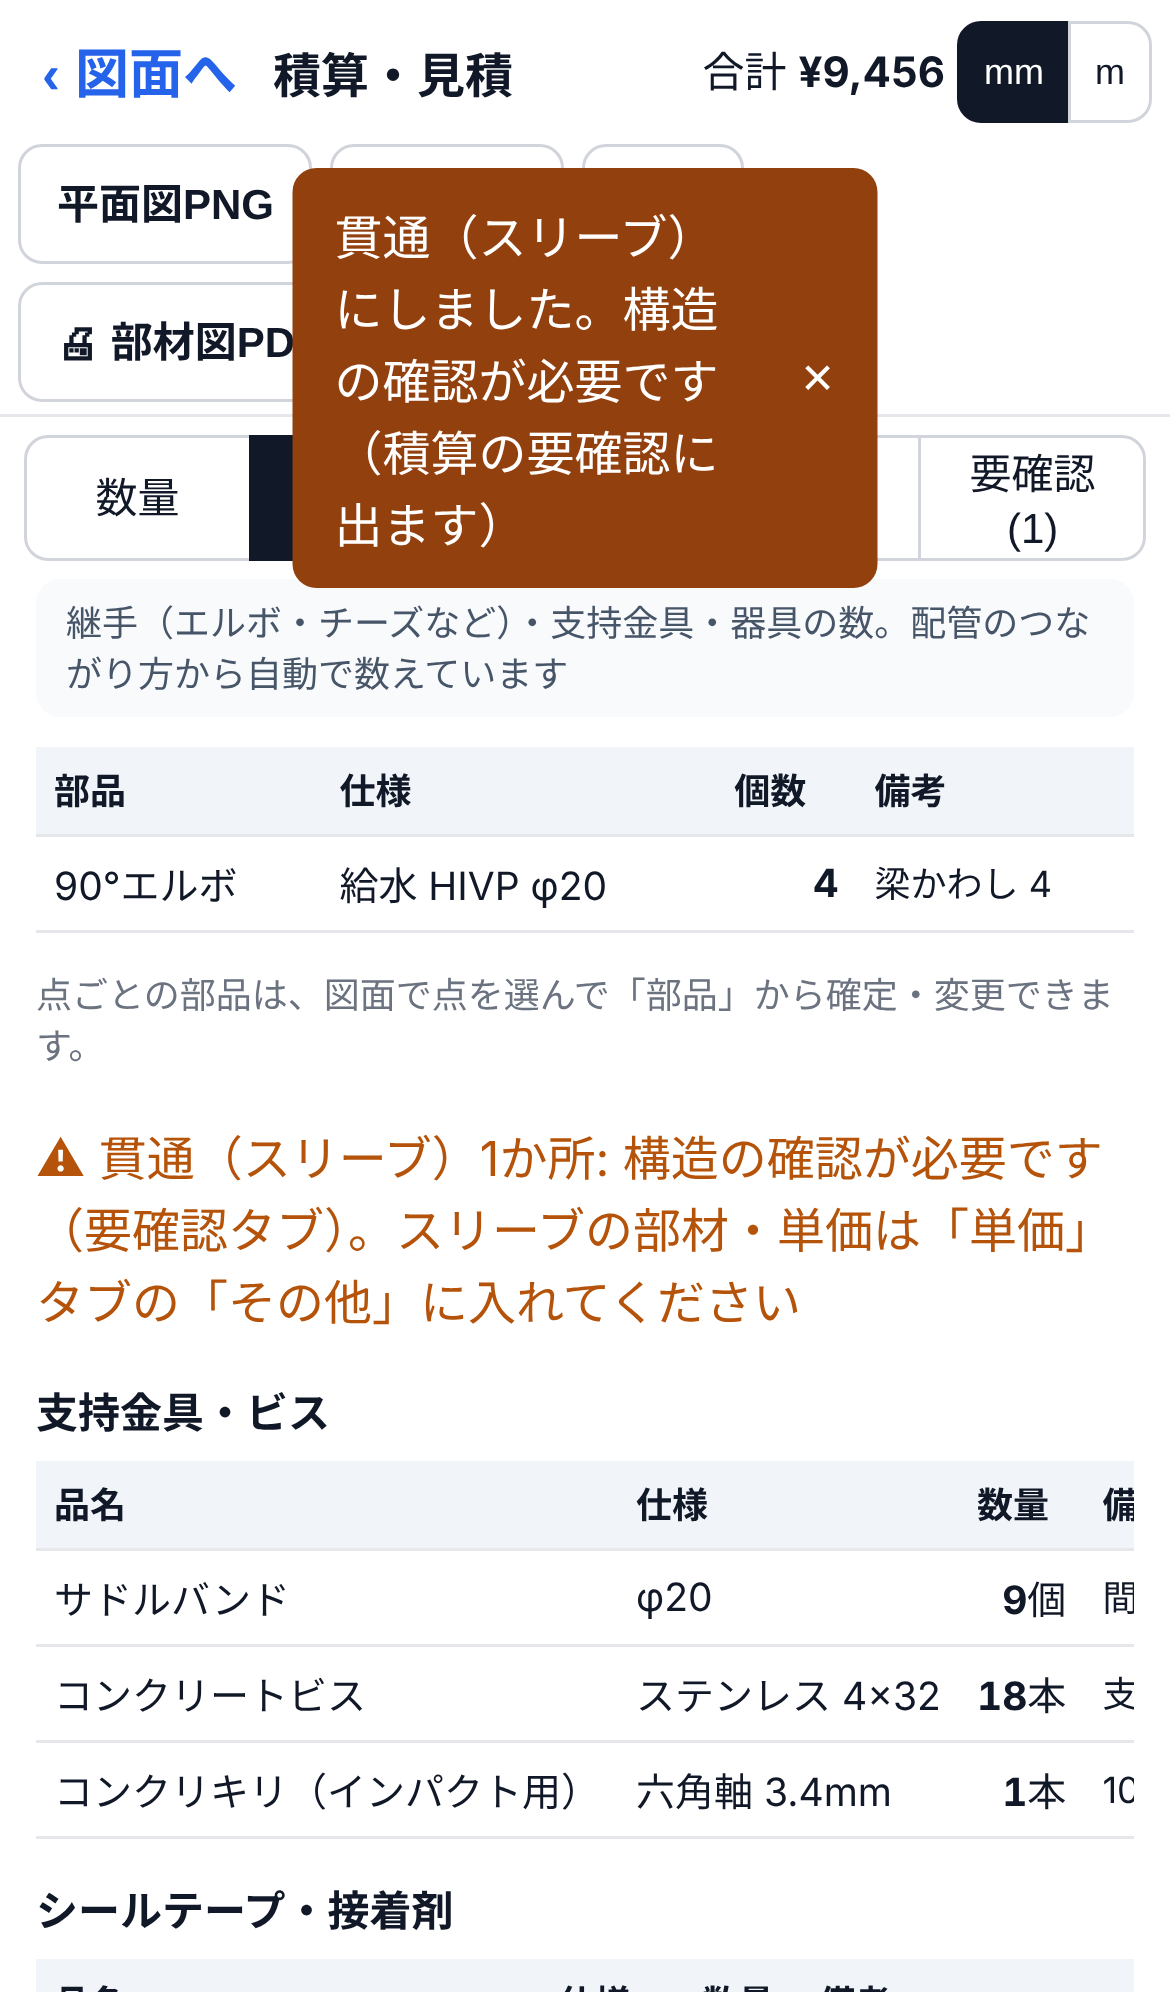 ‹ 図面へ 積算・見積 合計 ¥9,456 mm m
平面図PNG
部材図PD
貫通（スリーブ）
にしました。構造
の確認が必要です
（積算の要確認に
出ます）
×
数量
要確認
(1)
継手（エルボ・チーズなど）・支持金具・器具の数。配管のつな
がり方から自動で数えています
部品 仕様 個数 備考
90°エルボ 給水 HIVP φ20 4 梁かわし 4
点ごとの部品は、図面で点を選んで「部品」から確定・変更できま
す。
⚠ 貫通（スリーブ）1か所: 構造の確認が必要です
（要確認タブ）。スリーブの部材・単価は「単価」
タブの「その他」に入れてください
支持金具・ビス
品名 仕様 数量 備
サドルバンド φ20 9個 間
コンクリートビス ステンレス 4×32 18本 支
コンクリキリ（インパクト用） 六角軸 3.4mm 1本 10
シールテープ・接着剤
品名 仕様 数量 備考